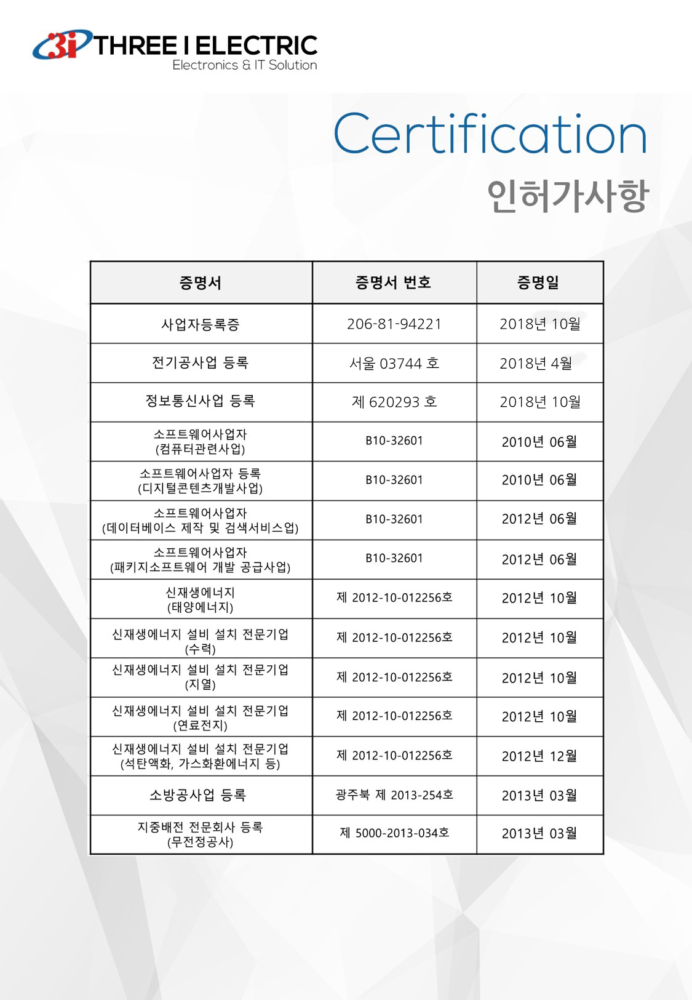 3i THREE I ELECTRIC
Electronics & IT Solution
Certification
인허가사항
증명서 증명서 번호 증명일
사업자등록증 206-81-94221 2018년 10월
전기공사업 등록 서울 03744 호 2018년 4월
정보통신사업 등록 제 620293 호 2018년 10월
소프트웨어사업자
(컴퓨터관련사업) B10-32601 2010년 06월
소프트웨어사업자 등록
(디지털콘텐츠개발사업) B10-32601 2010년 06월
소프트웨어사업자
(데이터베이스 제작 및 검색서비스업) B10-32601 2012년 06월
소프트웨어사업자
(패키지소프트웨어 개발 공급사업) B10-32601 2012년 06월
신재생에너지
(태양에너지) 제 2012-10-012256호 2012년 10월
신재생에너지 설비 설치 전문기업
(수력) 제 2012-10-012256호 2012년 10월
신재생에너지 설비 설치 전문기업
(지열) 제 2012-10-012256호 2012년 10월
신재생에너지 설비 설치 전문기업
(연료전지) 제 2012-10-012256호 2012년 10월
신재생에너지 설비 설치 전문기업
(석탄액화, 가스화환에너지 등) 제 2012-10-012256호 2012년 12월
소방공사업 등록 광주북 제 2013-254호 2013년 03월
지중배전 전문회사 등록
(무전정공사) 제 5000-2013-034호 2013년 03월